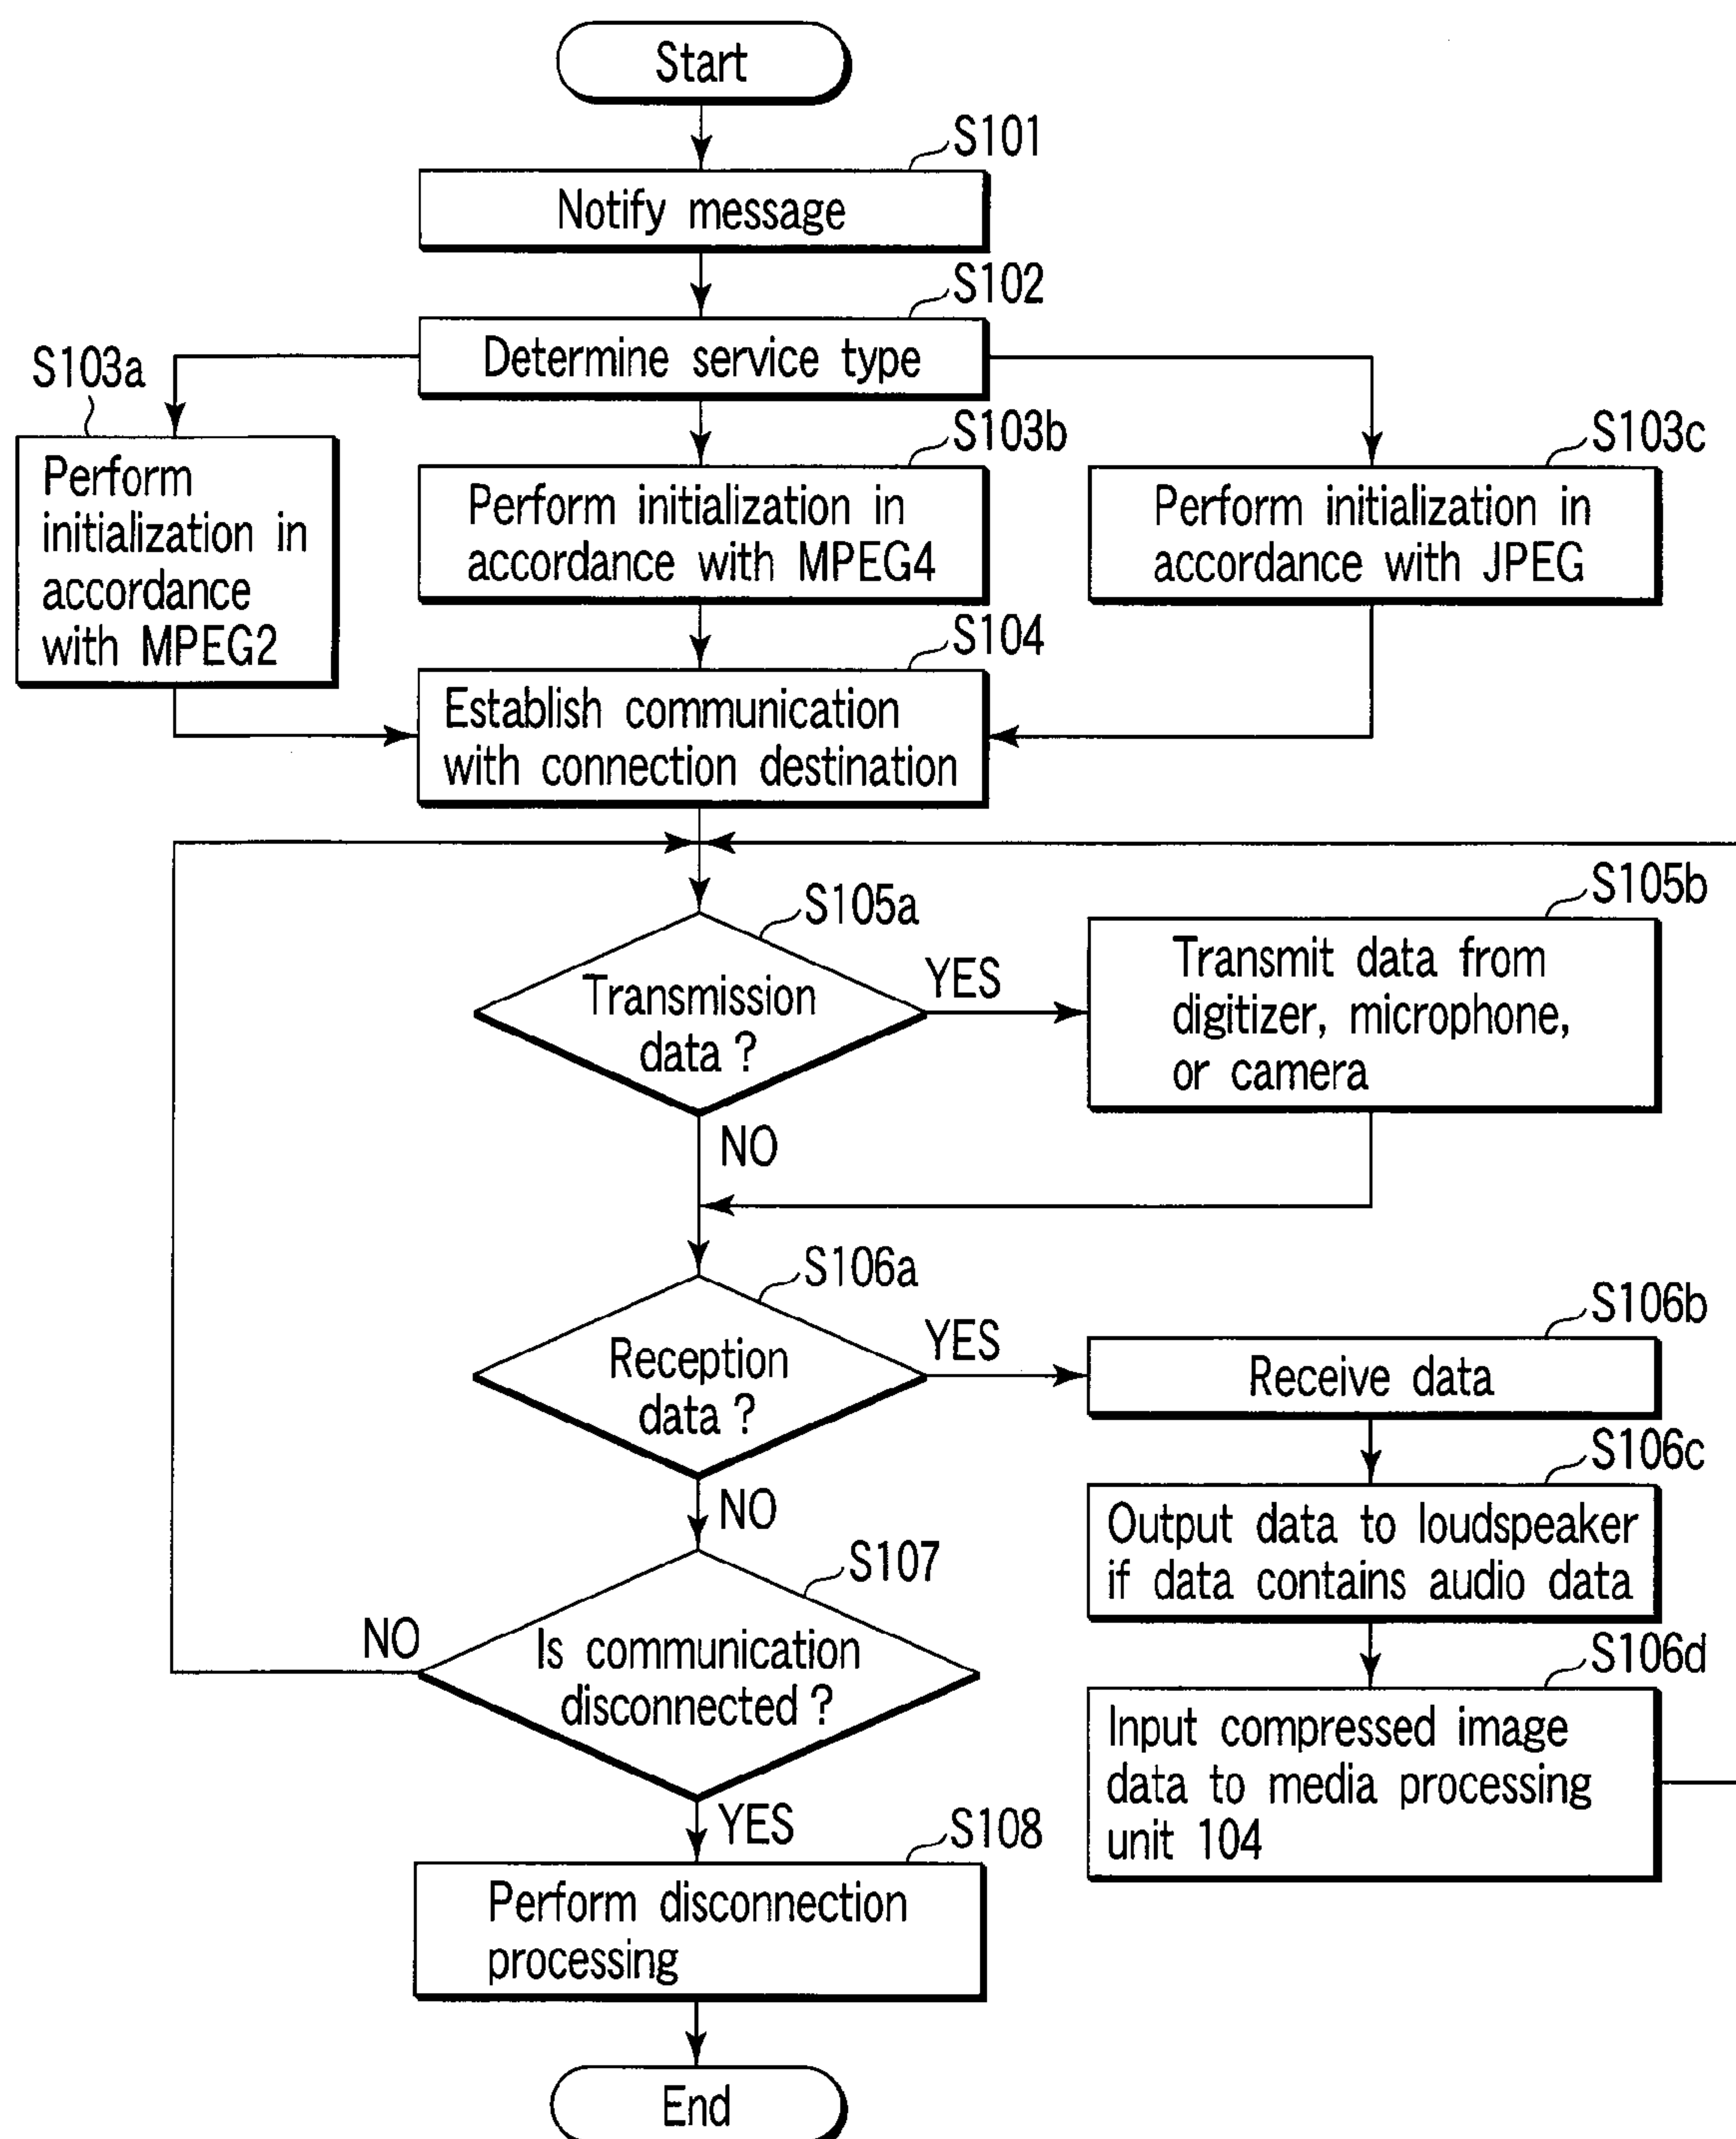 Start
S101
Notify message
S102
Determine service type
S103a
Perform
initialization in
accordance
with MPEG2
S103b
Perform initialization in
accordance with MPEG4
S103c
Perform initialization in
accordance with JPEG
S104
Establish communication
with connection destination
S105a
Transmission
data ?
YES
NO
S105b
Transmit data from
digitizer, microphone,
or camera
S106a
Reception
data ?
YES
NO
S106b
Receive data
S106c
Output data to loudspeaker
if data contains audio data
S106d
Input compressed image
data to media processing
unit 104
S107
Is communication
disconnected ?
NO
YES
S108
Perform disconnection
processing
End